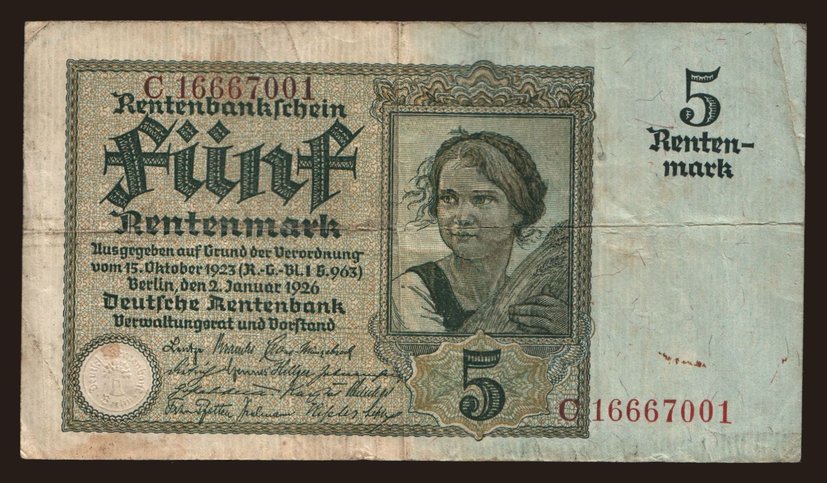 C.16667001
Rentenbankschein
Fünf
Rentenmark
Ausgegeben auf Grund der Verordnung
vom 15. Oktober 1923 (R.-G.-Bl. I S. 963)
Berlin, den 2. Januar 1926
Deutsche Rentenbank
Verwaltungsrat und Vorstand
5
C.16667001
5
Renten-
mark